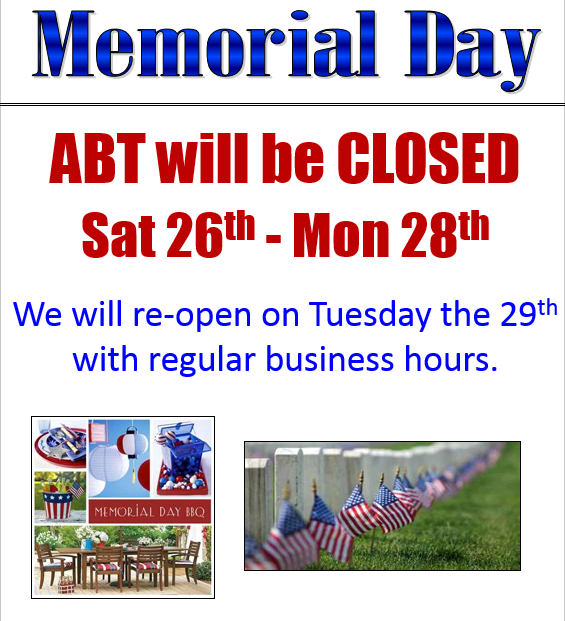 Memorial Day
ABT will be CLOSED
Sat 26th - Mon 28th
We will re-open on Tuesday the 29th
with regular business hours.
MEMORIAL DAY BBQ